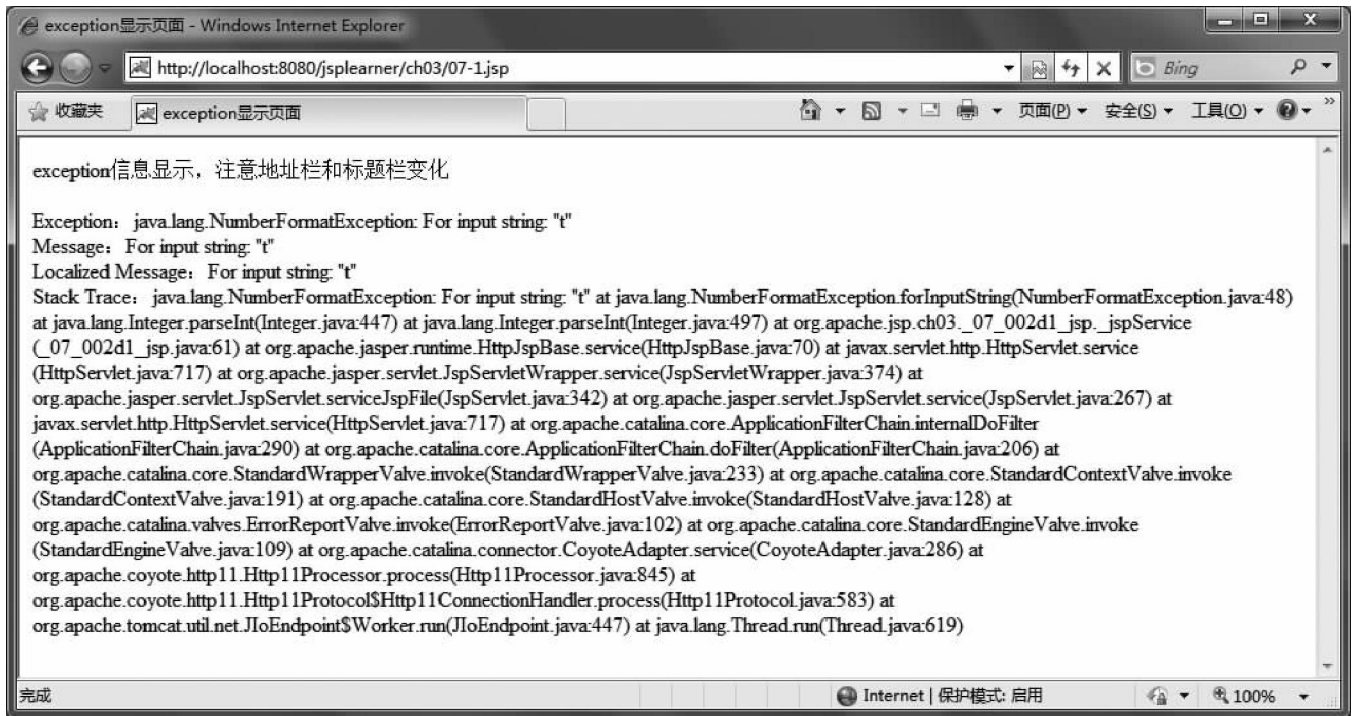 exception显示页面 - Windows Internet Explorer
http://localhost:8080/jsplearner/ch03/07-1.jsp
Bing
收藏夹
exception显示页面
页面(P)
安全(S)
工具(O)
exception信息显示，注意地址栏和标题栏变化
Exception：java.lang.NumberFormatException: For input string: "t"
Message：For input string: "t"
Localized Message：For input string: "t"
Stack Trace：java.lang.NumberFormatException: For input string: "t" at java.lang.NumberFormatException.forInputString(NumberFormatException.java:48)
at java.lang.Integer.parseInt(Integer.java:447) at java.lang.Integer.parseInt(Integer.java:497) at org.apache.jsp.ch03._07_002d1_jsp._jspService
(_07_002d1_jsp.java:61) at org.apache.jasper.runtime.HttpJspBase.service(HttpJspBase.java:70) at javax.servlet.http.HttpServlet.service
(HttpServlet.java:717) at org.apache.jasper.servlet.JspServletWrapper.service(JspServletWrapper.java:374) at
org.apache.jasper.servlet.JspServlet.serviceJspFile(JspServlet.java:342) at org.apache.jasper.servlet.JspServlet.service(JspServlet.java:267) at
javax.servlet.http.HttpServlet.service(HttpServlet.java:717) at org.apache.catalina.core.ApplicationFilterChain.internalDoFilter
(ApplicationFilterChain.java:290) at org.apache.catalina.core.ApplicationFilterChain.doFilter(ApplicationFilterChain.java:206) at
org.apache.catalina.core.StandardWrapperValve.invoke(StandardWrapperValve.java:233) at org.apache.catalina.core.StandardContextValve.invoke
(StandardContextValve.java:191) at org.apache.catalina.core.StandardHostValve.invoke(StandardHostValve.java:128) at
org.apache.catalina.valves.ErrorReportValve.invoke(ErrorReportValve.java:102) at org.apache.catalina.core.StandardEngineValve.invoke
(StandardEngineValve.java:109) at org.apache.catalina.connector.CoyoteAdapter.service(CoyoteAdapter.java:286) at
org.apache.coyote.http11.Http11Processor.process(Http11Processor.java:845) at
org.apache.coyote.http11.Http11Protocol$Http11ConnectionHandler.process(Http11Protocol.java:583) at
org.apache.tomcat.util.net.JIoEndpoint$Worker.run(JIoEndpoint.java:447) at java.lang.Thread.run(Thread.java:619)
完成
Internet | 保护模式: 启用
100%